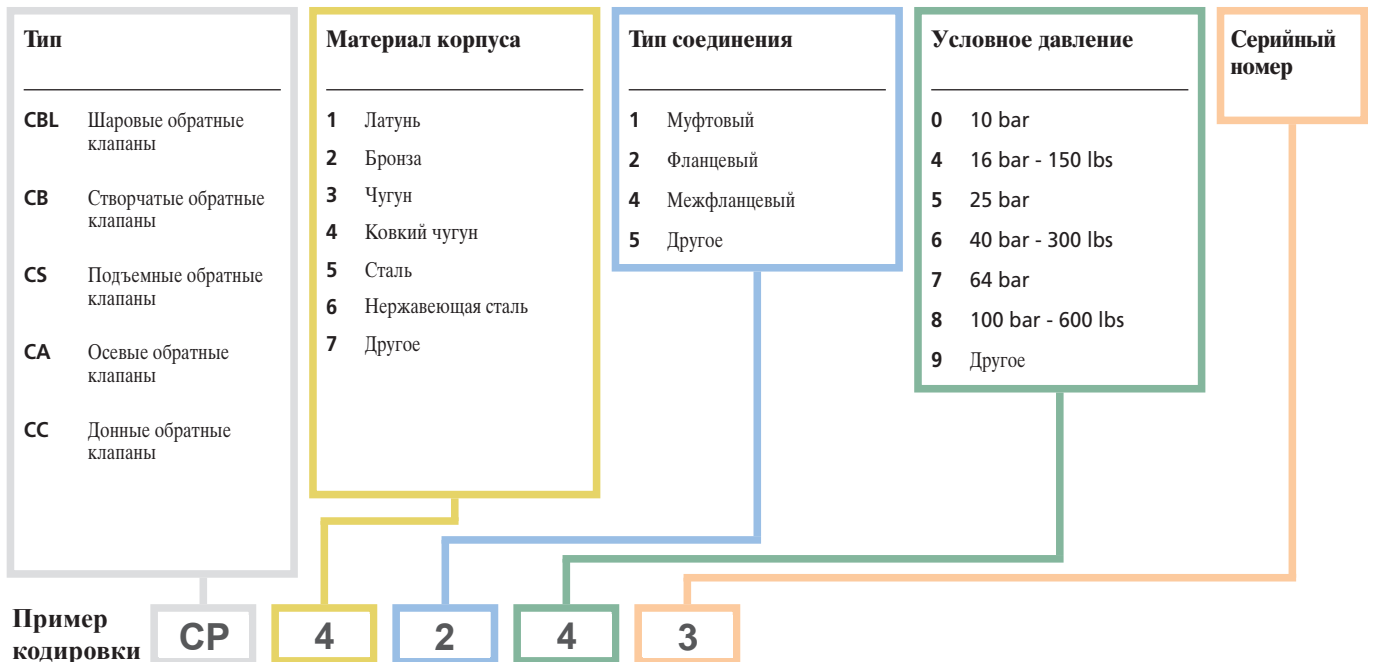 Тип
CBL Шаровые обратные
клапаны
CB Створчатые обратные
клапаны
CS Подъемные обратные
клапаны
CA Осевые обратные
клапаны
CC Донные обратные
клапаны
Материал корпуса
1 Латунь
2 Бронза
3 Чугун
4 Ковкий чугун
5 Сталь
6 Нержавеющая сталь
7 Другое
Тип соединения
1 Муфтовый
2 Фланцевый
4 Межфланцевый
5 Другое
Условное давление
0 10 bar
4 16 bar - 150 lbs
5 25 bar
6 40 bar - 300 lbs
7 64 bar
8 100 bar - 600 lbs
9 Другое
Серийный
номер
Пример
кодировки
CP 4 2 4 3